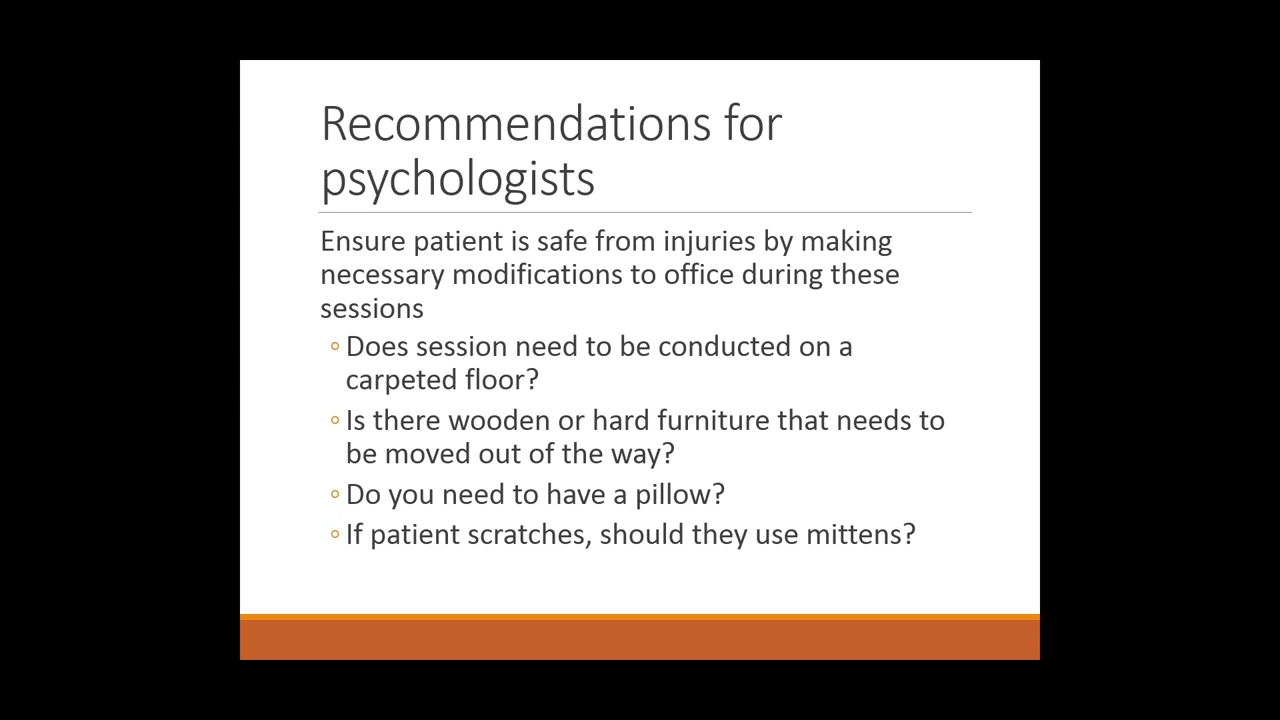 Recommendations for
psychologists
Ensure patient is safe from injuries by making
necessary modifications to office during these
sessions
◦ Does session need to be conducted on a
carpeted floor?
◦ Is there wooden or hard furniture that needs to
be moved out of the way?
◦ Do you need to have a pillow?
◦ If patient scratches, should they use mittens?